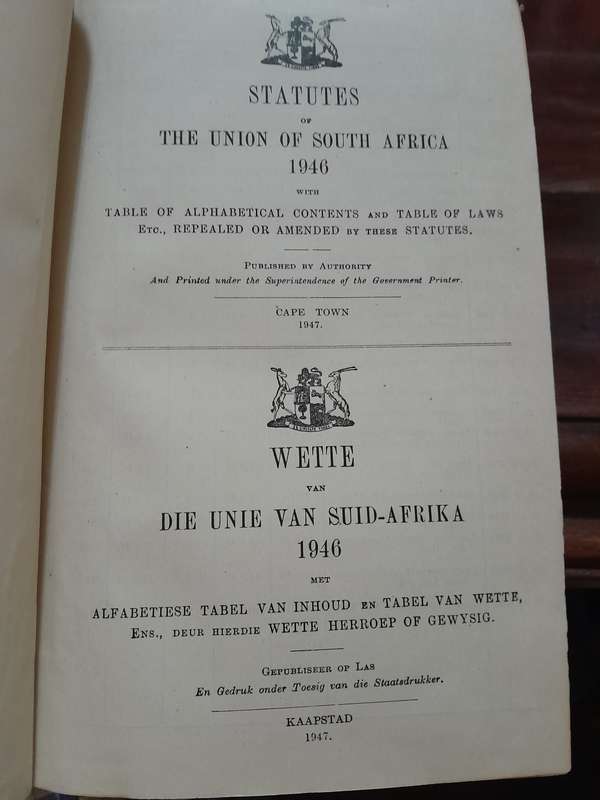 STATUTES
OF
THE UNION OF SOUTH AFRICA
1946
WITH
TABLE OF ALPHABETICAL CONTENTS AND TABLE OF LAWS
ETC., REPEALED OR AMENDED BY THESE STATUTES.
PUBLISHED BY AUTHORITY
And Printed under the Superintendence of the Government Printer.
CAPE TOWN
1947.
WETTE
VAN
DIE UNIE VAN SUID-AFRIKA
1946
MET
ALFABETIESE TABEL VAN INHOUD EN TABEL VAN WETTE,
ENS., DEUR HIERDIE WETTE HERROEP OF GEWYSIG.
GEPUBLISEER OP LAS
En Gedruk onder Toesig van die Staatsdrukker.
KAAPSTAD
1947.